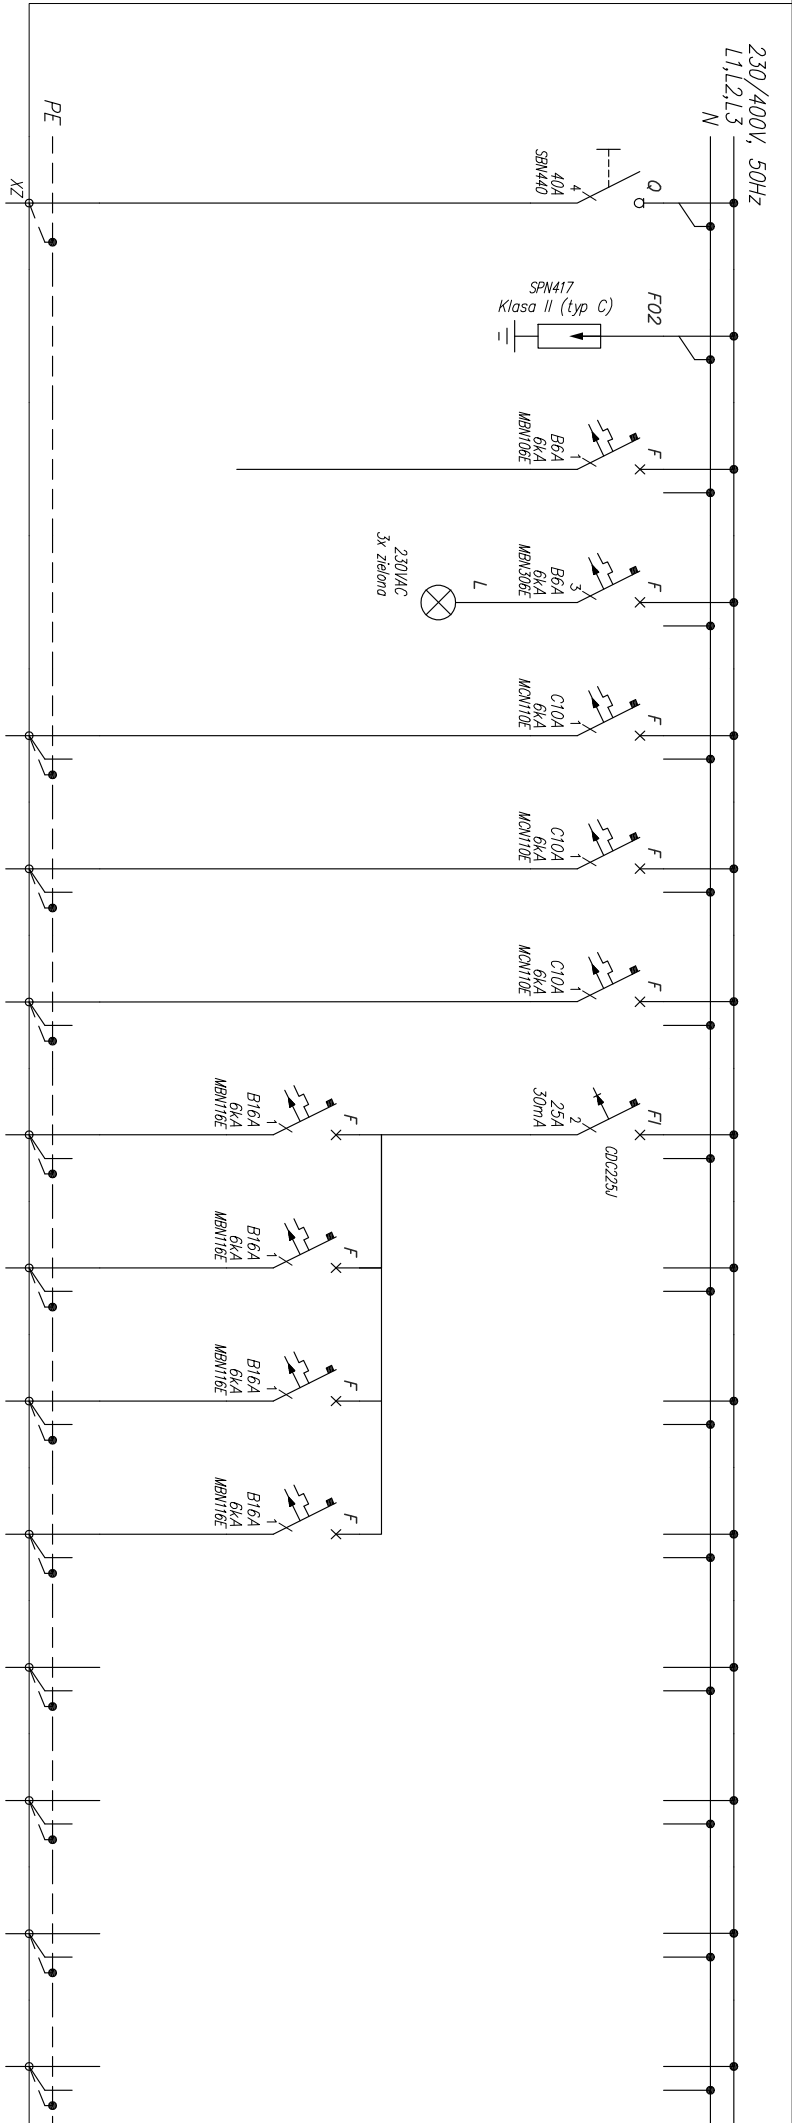 230/400V, 50Hz
L1,L2,L3
N
PE
XZ
Q
4
40A
SBN440
F02
SPN417
Klasa II (typ C)
F
1
B6A
6kA
MBN106E
F
3
B6A
6kA
MBN306E
L
230VAC
3x zielona
F
1
C10A
6kA
MCN110E
F
1
C10A
6kA
MCN110E
F
1
C10A
6kA
MCN110E
FI
CDC225J
2
25A
30mA
F
1
B16A
6kA
MBN116E
F
1
B16A
6kA
MBN116E
F
1
B16A
6kA
MBN116E
F
1
B16A
6kA
MBN116E